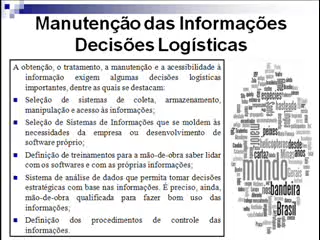 Manutenção das Informações
Decisões Logísticas
A obtenção, o tratamento, a manutenção e a acessibilidade à
informação exigem algumas decisões logísticas
importantes, dentre as quais se destacam:
Seleção de sistemas de coleta, armazenamento,
manipulação e acesso às informações;
Seleção de Sistemas de Informações que se moldem às
necessidades da empresa ou desenvolvimento de
software próprio;
Definição de treinamentos para a mão-de-obra saber lidar
com os softwares e com as próprias informações;
Sistema de análise de dados que permita tomar decisões
estratégicas com base nas informações. É preciso, ainda,
mão-de-obra qualificada para fazer bom uso das
informações;
Definição dos procedimentos de controle das
informações.
hasteada
helicópteros
cartaz
Minas
mundo
Gerais
bandeira
Brasil